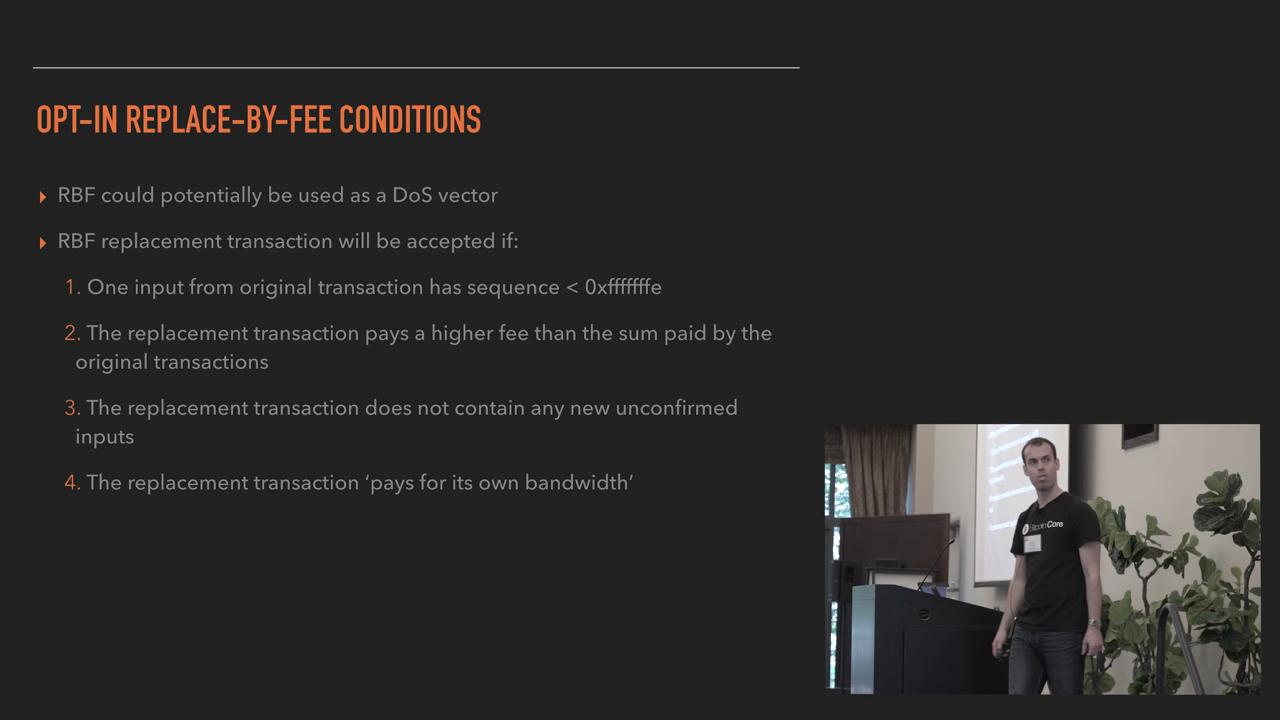 OPT-IN REPLACE-BY-FEE CONDITIONS
RBF could potentially be used as a DoS vector
RBF replacement transaction will be accepted if:
1. One input from original transaction has sequence < 0xfffffffe
2. The replacement transaction pays a higher fee than the sum paid by the
original transactions
3. The replacement transaction does not contain any new unconfirmed
inputs
4. The replacement transaction ‘pays for its own bandwidth’
Bitcoin Core